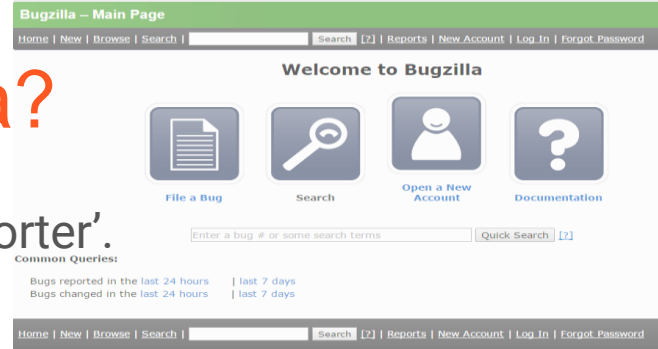 Bugzilla – Main Page
Home | New | Browse | Search | Search [?] | Reports | New Account | Log In | Forgot Password
Welcome to Bugzilla
a?
File a Bug
Search
Open a New
Account
Documentation
orter’.
Enter a bug # or some search terms Quick Search [?]
Common Queries:
Bugs reported in the last 24 hours | last 7 days
Bugs changed in the last 24 hours | last 7 days
Home | New | Browse | Search | Search [?] | Reports | New Account | Log In | Forgot Password